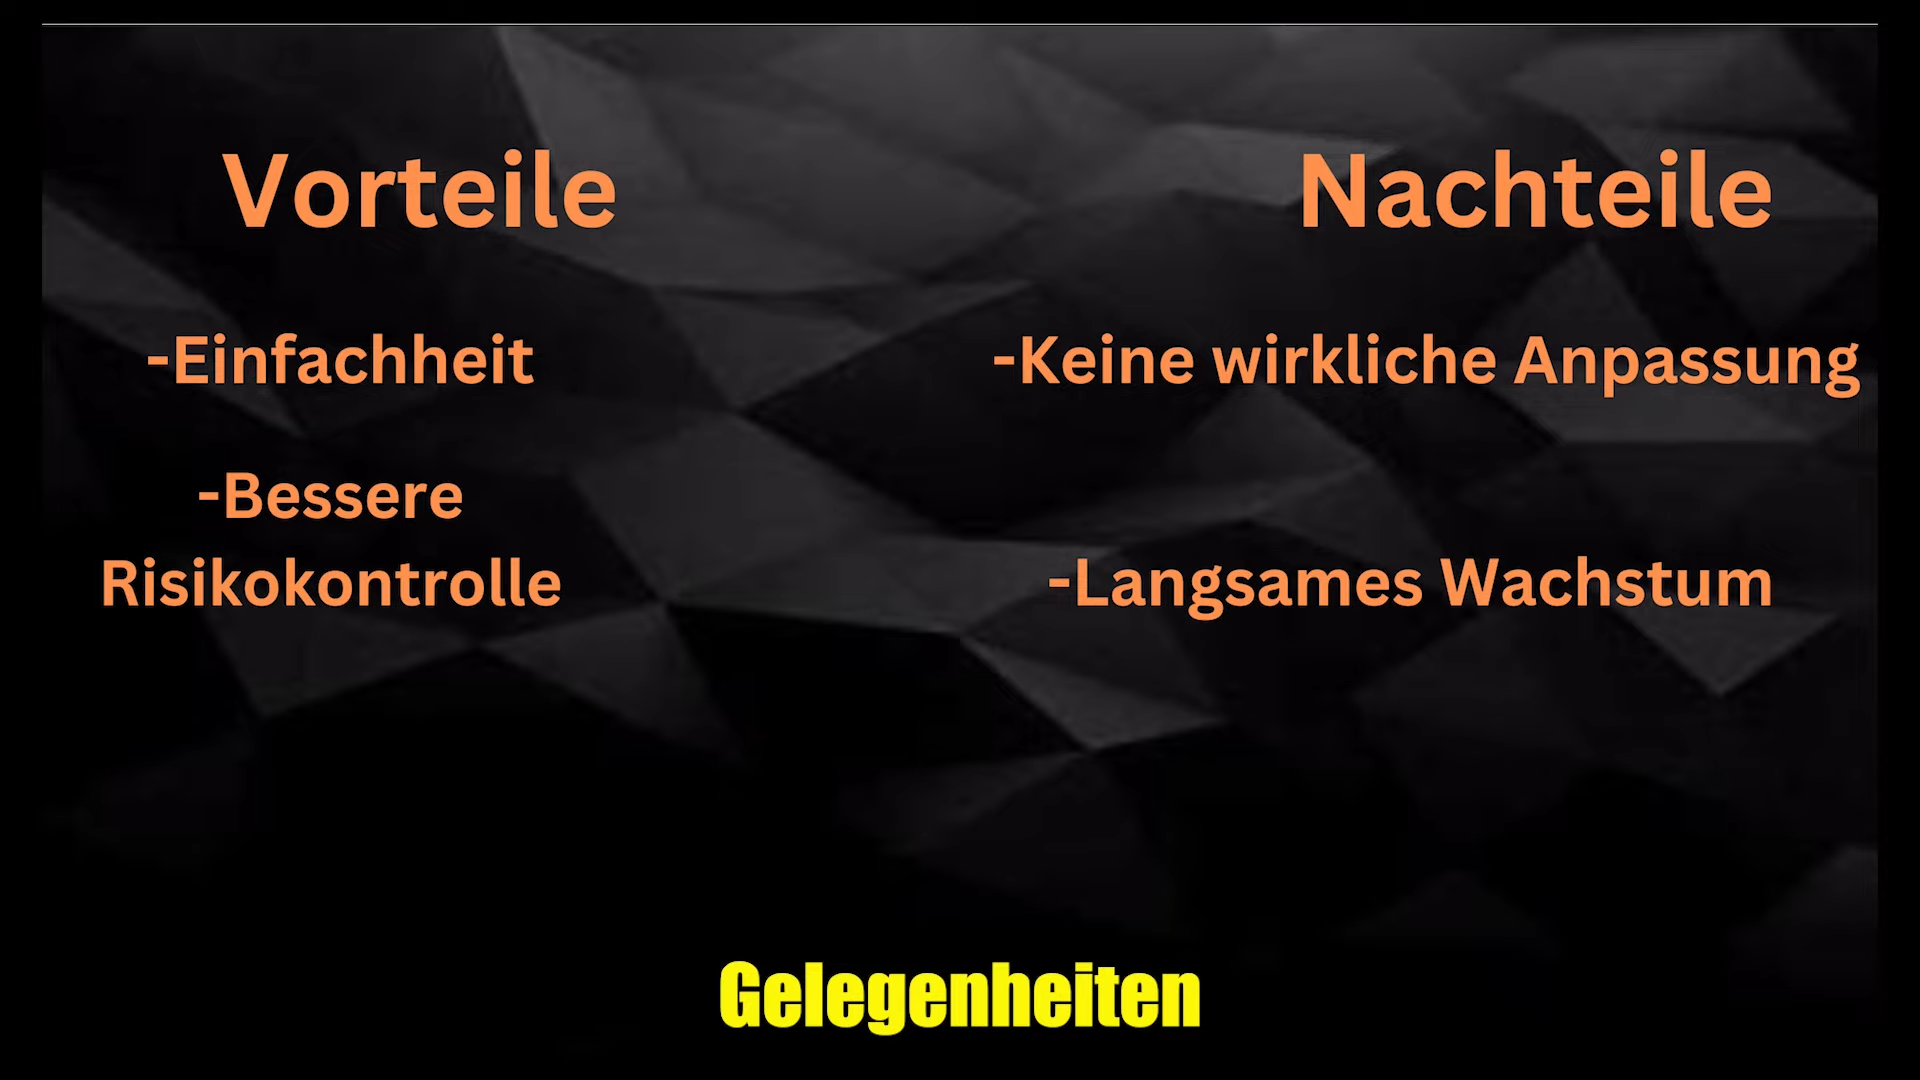 Vorteile
-Einfachheit
-Bessere
Risikokontrolle
Nachteile
-Keine wirkliche Anpassung
-Langsames Wachstum
Gelegenheiten